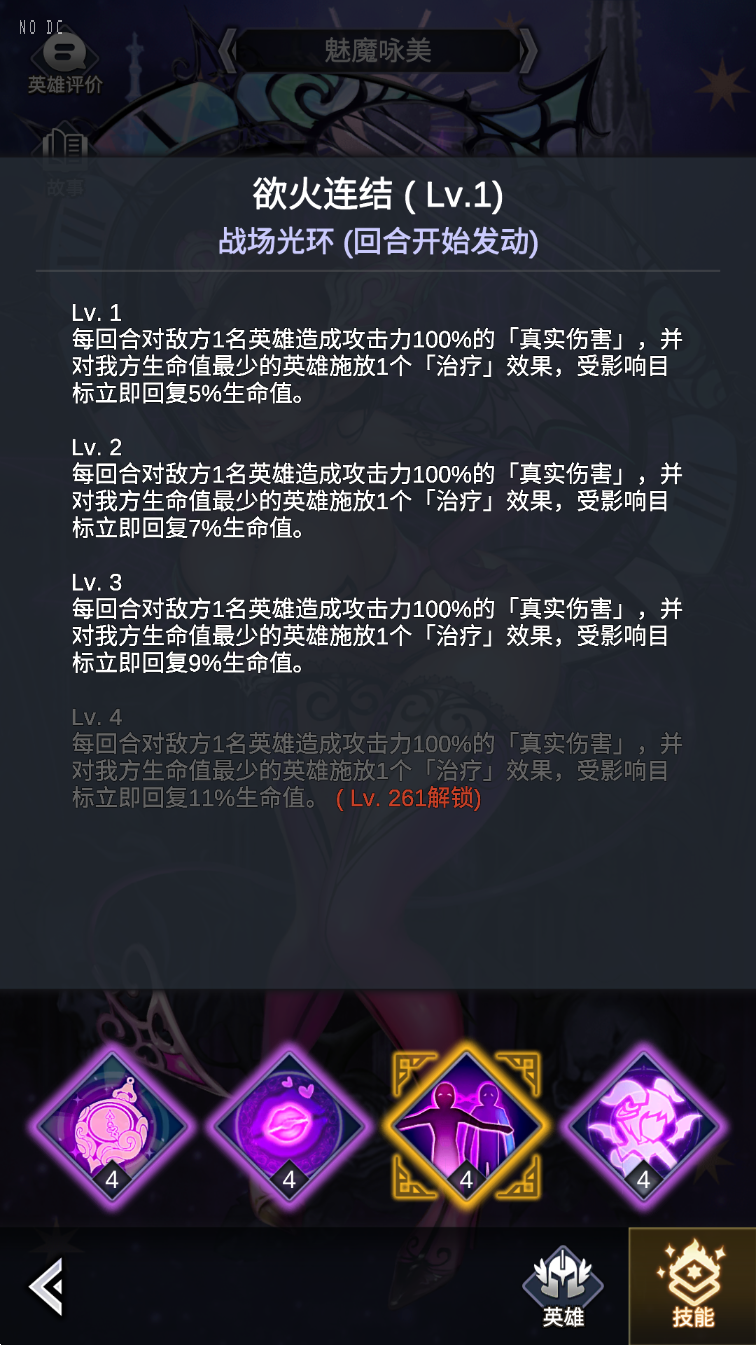 NO DC
魅魔咏美
英雄评价
故事
欲火连结 ( Lv.1)
战场光环 (回合开始发动)
Lv. 1
每回合对敌方1名英雄造成攻击力100%的「真实伤害」，并
对我方生命值最少的英雄施放1个「治疗」效果，受影响目
标立即回复5%生命值。
Lv. 2
每回合对敌方1名英雄造成攻击力100%的「真实伤害」，并
对我方生命值最少的英雄施放1个「治疗」效果，受影响目
标立即回复7%生命值。
Lv. 3
每回合对敌方1名英雄造成攻击力100%的「真实伤害」，并
对我方生命值最少的英雄施放1个「治疗」效果，受影响目
标立即回复9%生命值。
Lv. 4
每回合对敌方1名英雄造成攻击力100%的「真实伤害」，并
对我方生命值最少的英雄施放1个「治疗」效果，受影响目
标立即回复11%生命值。 ( Lv. 261解锁)
4 4 4 4
英雄 技能